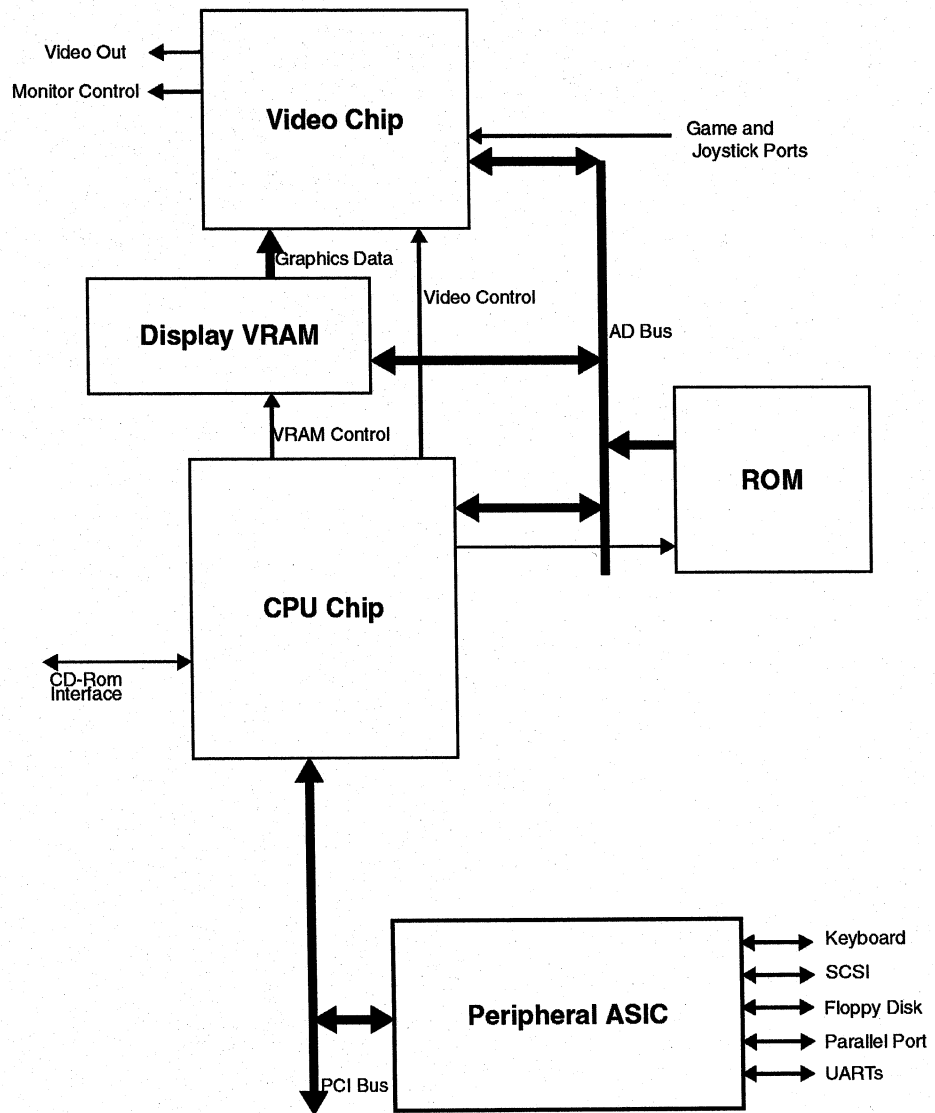 Video Out
Monitor Control
Video Chip
Game and
Joystick Ports
Graphics Data
Video Control
Display VRAM
AD Bus
VRAM Control
ROM
CPU Chip
CD-Rom
Interface
Keyboard
SCSI
Floppy Disk
Peripheral ASIC
Parallel Port
UARTs
PCI Bus